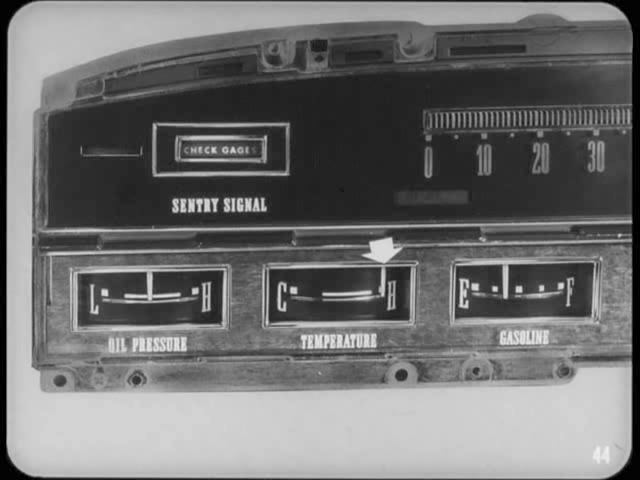 CHECK GAGES
SENTRY SIGNAL
0 10 20 30
L H
OIL PRESSURE
C H
TEMPERATURE
E F
GASOLINE
44